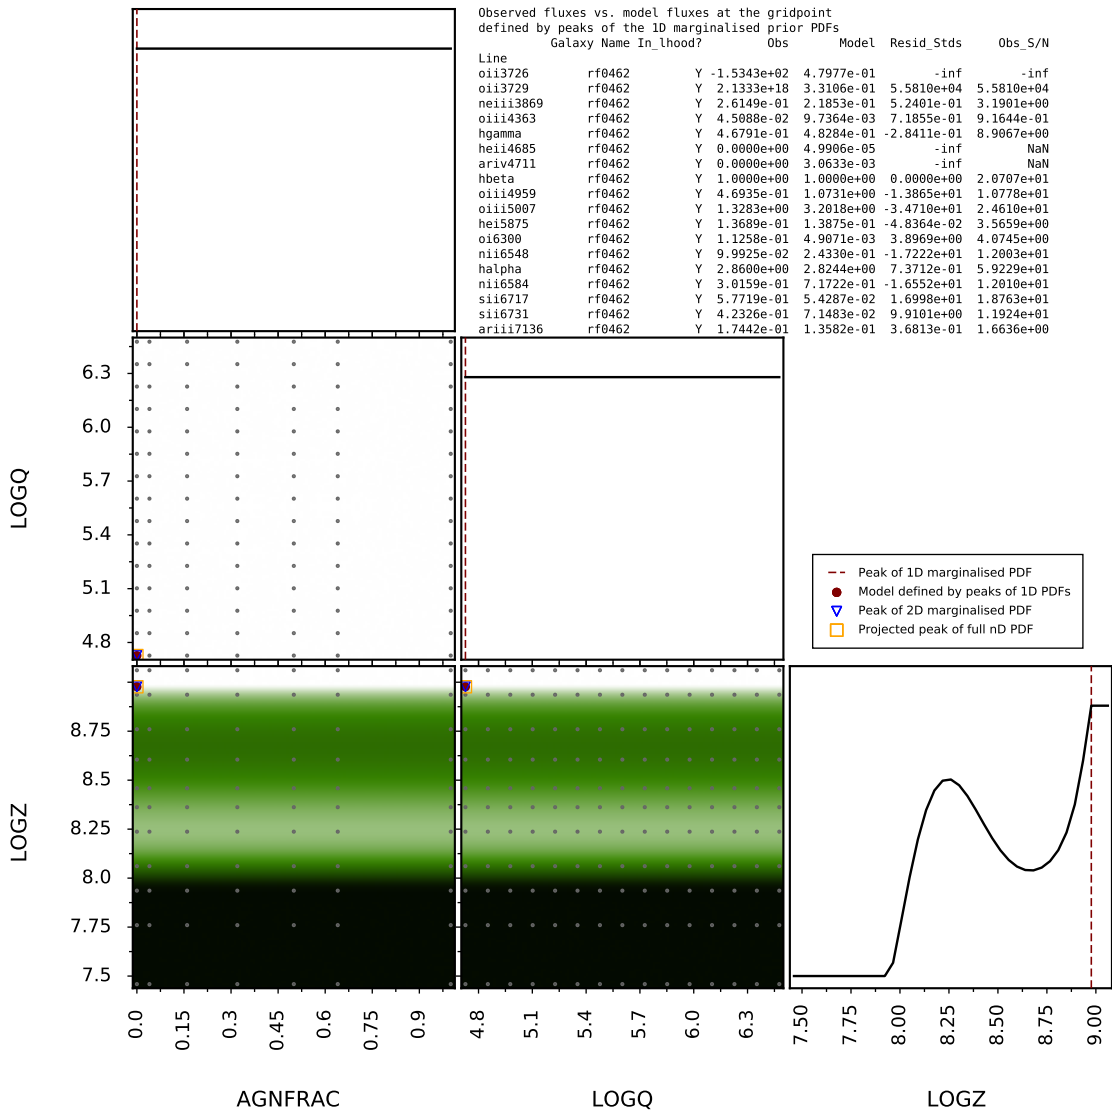 Observed fluxes vs. model fluxes at the gridpoint
defined by peaks of the 1D marginalised prior PDFs
Galaxy Name In_lhood? Obs Model Resid_Stds Obs_S/N
Line
oii3726 rf0462 Y -1.5343e+02 4.7977e-01 -inf -inf
oii3729 rf0462 Y 2.1333e+18 3.3106e-01 5.5810e+04 5.5810e+04
neiii3869 rf0462 Y 2.6149e-01 2.1853e-01 5.2401e-01 3.1901e+00
oiii4363 rf0462 Y 4.5088e-02 9.7364e-03 7.1855e-01 9.1644e-01
hgamma rf0462 Y 4.6791e-01 4.8284e-01 -2.8411e-01 8.9067e+00
heii4685 rf0462 Y 0.0000e+00 4.9906e-05 -inf NaN
ariv4711 rf0462 Y 0.0000e+00 3.0633e-03 -inf NaN
hbeta rf0462 Y 1.0000e+00 1.0000e+00 0.0000e+00 2.0707e+01
oiii4959 rf0462 Y 4.6935e-01 1.0731e+00 -1.3865e+01 1.0778e+01
oiii5007 rf0462 Y 1.3283e+00 3.2018e+00 -3.4710e+01 2.4610e+01
hei5875 rf0462 Y 1.3689e-01 1.3875e-01 -4.8364e-02 3.5659e+00
oi6300 rf0462 Y 1.1258e-01 4.9071e-03 3.8969e+00 4.0745e+00
nii6548 rf0462 Y 9.9925e-02 2.4330e-01 -1.7222e+01 1.2003e+01
halpha rf0462 Y 2.8600e+00 2.8244e+00 7.3712e-01 5.9229e+01
nii6584 rf0462 Y 3.0159e-01 7.1722e-01 -1.6552e+01 1.2010e+01
sii6717 rf0462 Y 5.7719e-01 5.4287e-02 1.6998e+01 1.8763e+01
sii6731 rf0462 Y 4.2326e-01 7.1483e-02 9.9101e+00 1.1924e+01
ariii7136 rf0462 Y 1.7442e-01 1.3582e-01 3.6813e-01 1.6636e+00
6.3
6.0
5.7
5.4
5.1
4.8
LOGQ
Peak of 1D marginalised PDF
Model defined by peaks of 1D PDFs
Peak of 2D marginalised PDF
Projected peak of full nD PDF
8.75
8.5
8.25
8.0
7.75
7.5
LOGZ
0.0 0.15 0.3 0.45 0.6 0.75 0.9
4.8 5.1 5.4 5.7 6.0 6.3
7.50 7.75 8.00 8.25 8.50 8.75 9.00
AGNFRAC LOGQ LOGZ